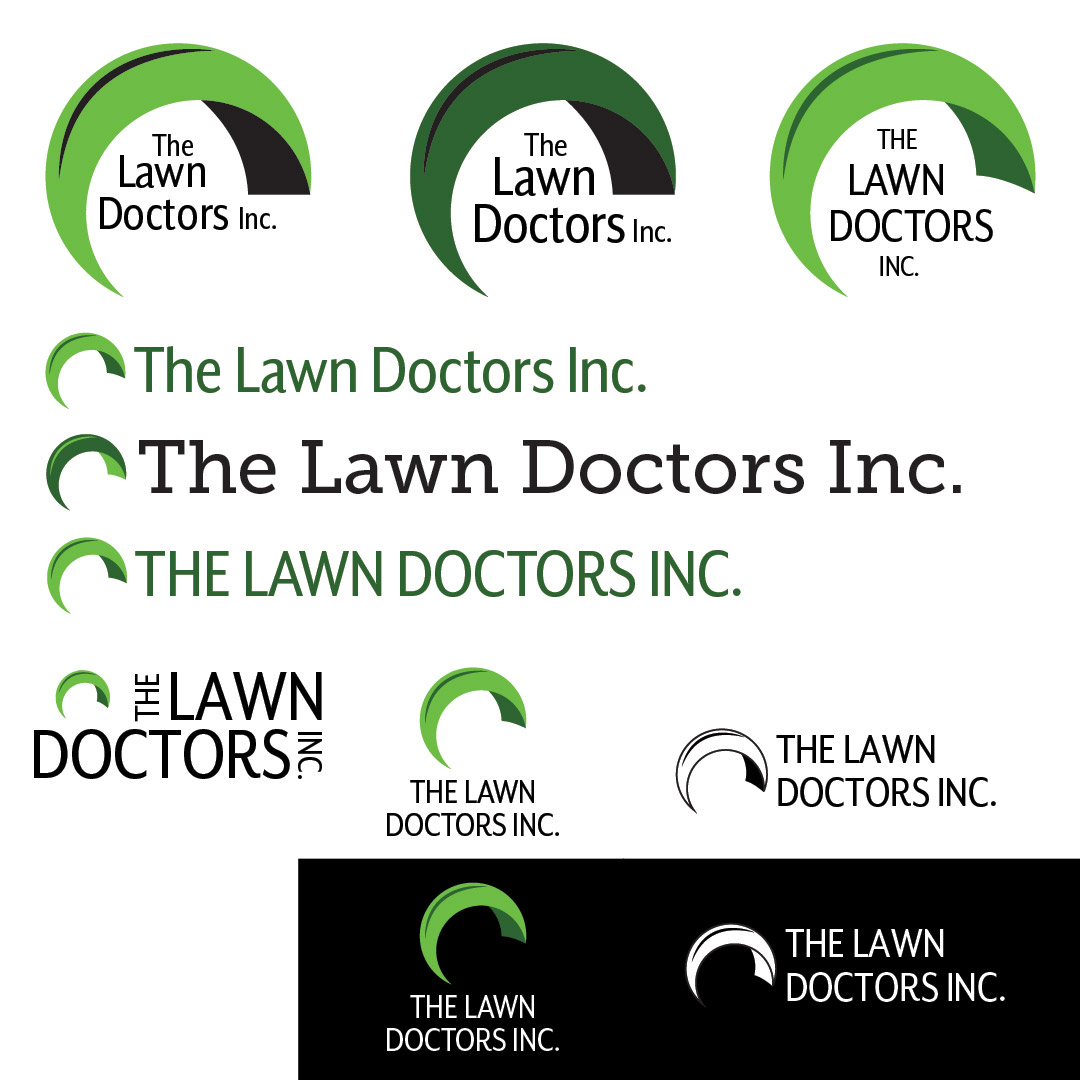 The
Lawn
Doctors Inc.
The
Lawn
Doctors Inc.
THE
LAWN
DOCTORS
INC.
The Lawn Doctors Inc.
The Lawn Doctors Inc.
THE LAWN DOCTORS INC.
THE LAWN
DOCTORS INC.
THE LAWN
DOCTORS INC.
THE LAWN
DOCTORS INC.
THE LAWN
DOCTORS INC.
THE LAWN
DOCTORS INC.